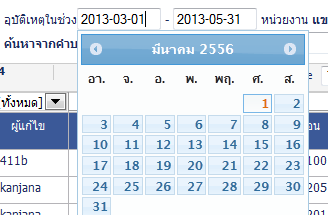 อุบัติเหตุในช่วง 2013-03-01 - 2013-05-31 หน่วยงาน
ค้นหาจากคำ
มีนาคม 2556
4
อา. จ. อ. พ. พฤ. ศ. ส.
ทั้งหมด]
1 2
ผู้แก้ไข
3 4 5 6 7 8 9
10 11 12 13 14 15 16
411b
17 18 19 20 21 22 23
kanjana
24 25 26 27 28 29 30
kanjana
31